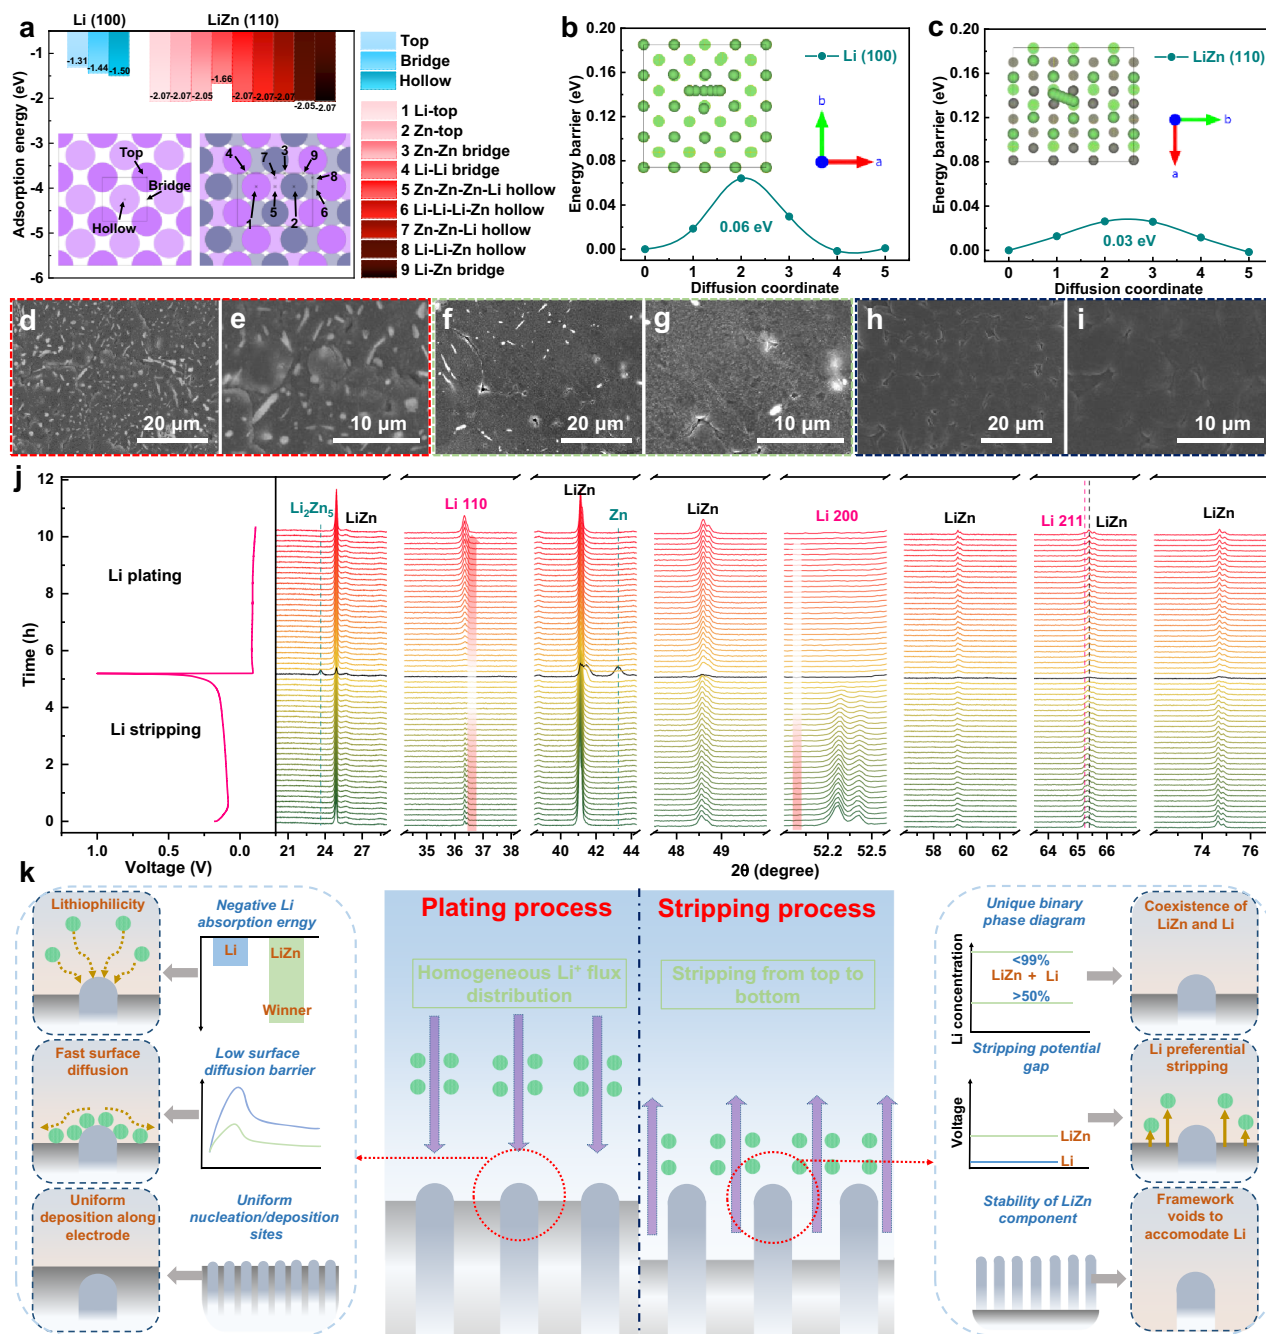 a
Li (100)
LiZn (110)
-1
-2
-3
-4
-5
-6
Adsorption energy (eV)
-1.31
-1.44
-1.50
-2.07
-2.07
-2.05
-1.66
-2.07
-2.07
-2.07
-2.05
-2.07
Top
Bridge
Hollow
1 Li-top
2 Zn-top
3 Zn-Zn bridge
4 Li-Li bridge
5 Zn-Zn-Zn-Li hollow
6 Li-Li-Li-Zn hollow
7 Zn-Zn-Li hollow
8 Li-Li-Zn hollow
9 Li-Zn bridge
Top
Bridge
Hollow
4
7
3
9
8
1
5
2
6
b
0.20
0.16
0.12
0.08
0.04
0.00
Energy barrier (eV)
Li (100)
b
a
0.06 eV
0 1 2 3 4 5
Diffusion coordinate
c
0.20
0.16
0.12
0.08
0.04
0.00
Energy barrier (eV)
LiZn (110)
b
a
0.03 eV
0 1 2 3 4 5
Diffusion coordinate
d
20 μm
e
10 μm
f
20 μm
g
10 μm
h
20 μm
i
10 μm
j
12
10
8
6
4
2
0
Time (h)
Li plating
Li stripping
1.0 0.5 0.0
Voltage (V)
Li₂Zn₅
LiZn
Li 110
LiZn
Zn
LiZn
Li 200
LiZn
Li 211
LiZn
LiZn
21 24 27
34 35 36 37 38
40 42 44
48 49
52.2 52.5
58 60 62
64 65 66
74 76
2θ (degree)
k
Lithiophilicity
Negative Li
absorption erngy
Li
LiZn
Winner
Fast surface
diffusion
Low surface
diffusion barrier
Uniform
deposition along
electrode
Uniform
nucleation/deposition
sites
Plating process
Homogeneous Li⁺ flux
distribution
Stripping process
Stripping from top to
bottom
Unique binary
phase diagram
Li concentration
<99%
LiZn + Li
>50%
Coexistence of
LiZn and Li
Stripping potential
gap
Voltage
LiZn
Li
Li preferential
stripping
Stability of LiZn
component
Framework
voids to
accomodate Li